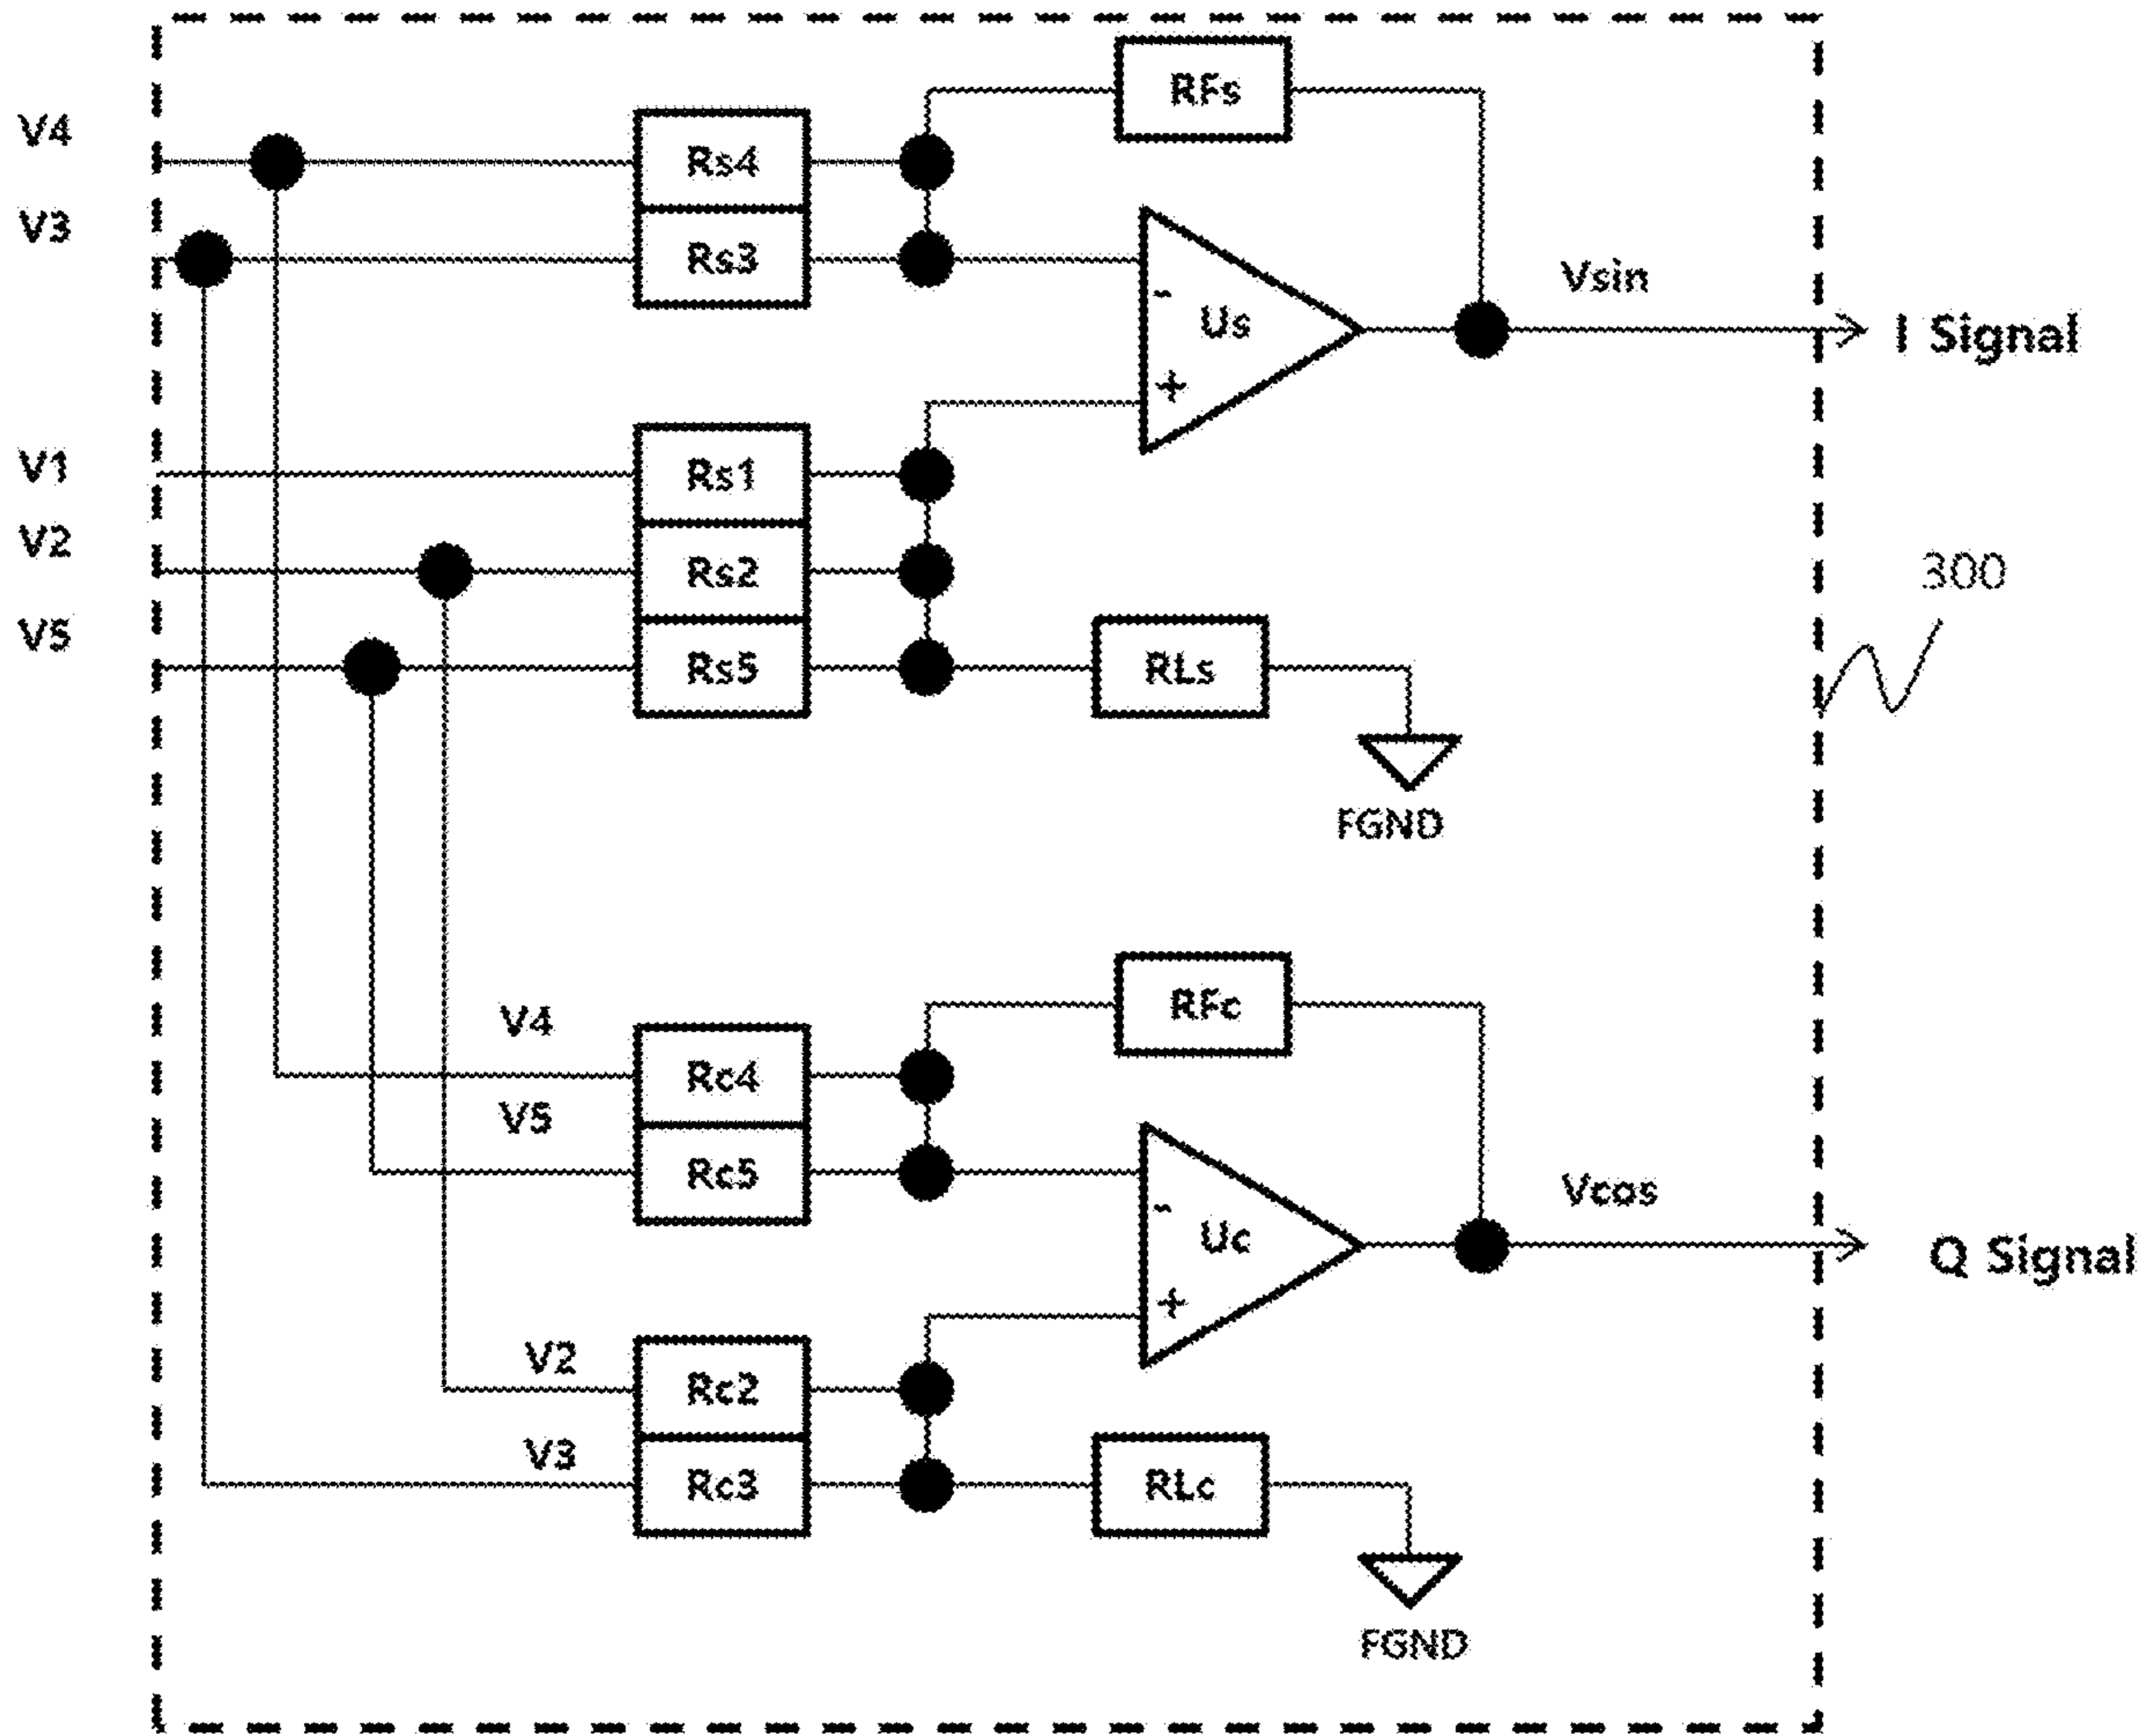 RFs
V4
Rs4
V3
Rs3
Vsin
-
Us
I Signal
+
V1
Rs1
V2
Rs2
300
V5
Rs5
RLs
FGND
RFc
V4
Rc4
V5
Rc5
Vcos
-
Uc
Q Signal
+
V2
Rc2
V3
Rc3
RLc
FGND